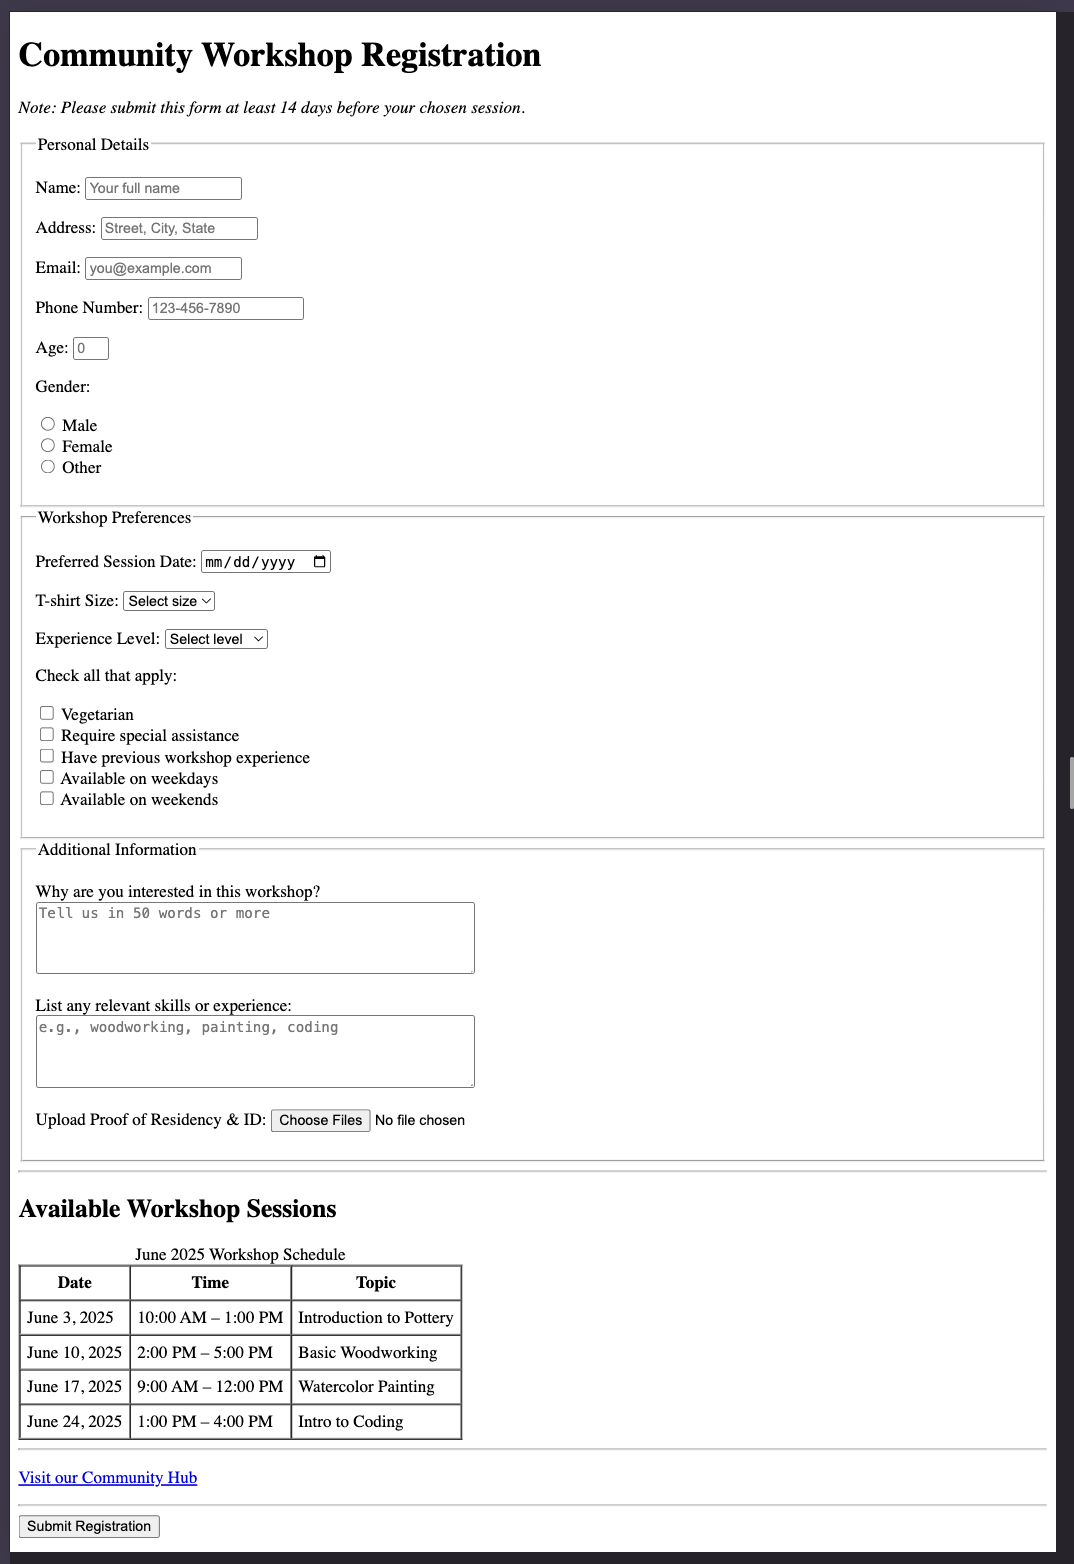 Community Workshop Registration
Note: Please submit this form at least 14 days before your chosen session.
Personal Details
Name: Your full name
Address: Street, City, State
Email: you@example.com
Phone Number: 123-456-7890
Age: 0
Gender:
Male
Female
Other
Workshop Preferences
Preferred Session Date: mm/dd/yyyy
T-shirt Size: Select size
Experience Level: Select level
Check all that apply:
Vegetarian
Require special assistance
Have previous workshop experience
Available on weekdays
Available on weekends
Additional Information
Why are you interested in this workshop?
Tell us in 50 words or more
List any relevant skills or experience:
e.g., woodworking, painting, coding
Upload Proof of Residency & ID: Choose Files No file chosen
Available Workshop Sessions
June 2025 Workshop Schedule
Date Time Topic
June 3, 2025 10:00 AM – 1:00 PM Introduction to Pottery
June 10, 2025 2:00 PM – 5:00 PM Basic Woodworking
June 17, 2025 9:00 AM – 12:00 PM Watercolor Painting
June 24, 2025 1:00 PM – 4:00 PM Intro to Coding
Visit our Community Hub
Submit Registration